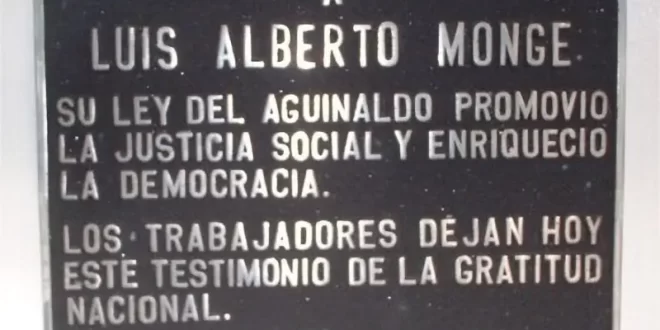 A
LUIS ALBERTO MONGE
SU LEY DEL AGUINALDO PROMOVIO
LA JUSTICIA SOCIAL Y ENRIQUECIO
LA DEMOCRACIA.
LOS TRABAJADORES DEJAN HOY
ESTE TESTIMONIO DE LA GRATITUD
NACIONAL.